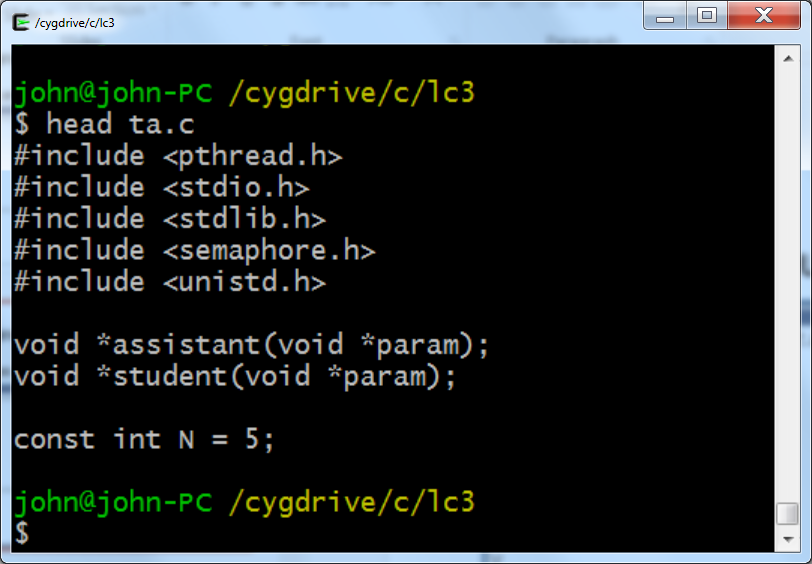 /cygdrive/c/lc3
john@john-PC /cygdrive/c/lc3
$ head ta.c
#include <pthread.h>
#include <stdio.h>
#include <stdlib.h>
#include <semaphore.h>
#include <unistd.h>
void *assistant(void *param);
void *student(void *param);
const int N = 5;
john@john-PC /cygdrive/c/lc3
$